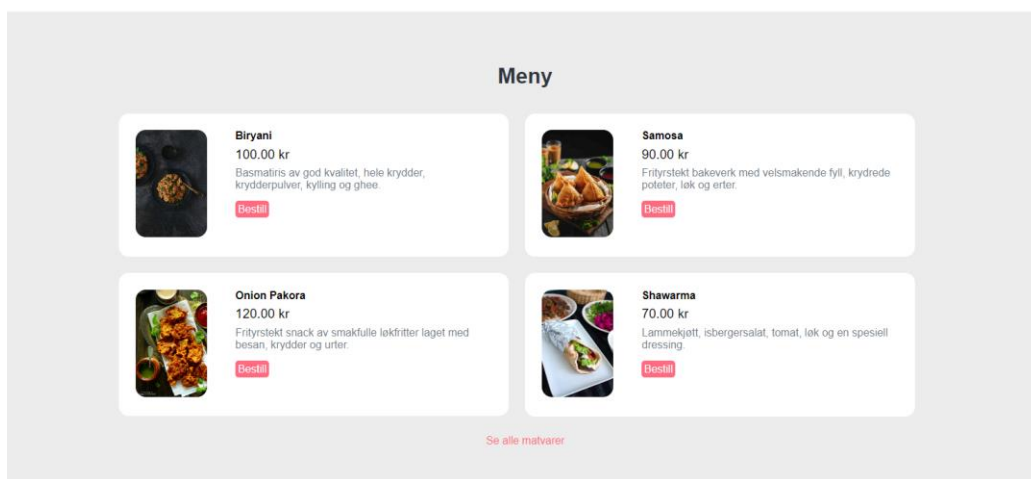 Meny
Biryani
100.00 kr
Basmatiris av god kvalitet, hele krydder,
krydderpulver, kylling og ghee.
Bestill
Samosa
90.00 kr
Frityrstekt bakeverk med velsmakende fyll, krydrede
poteter, løk og erter.
Bestill
Onion Pakora
120.00 kr
Frityrstekt snack av smakfulle løkfritter laget med
besan, krydder og urter.
Bestill
Shawarma
70.00 kr
Lammekjøtt, isbergersalat, tomat, løk og en spesiell
dressing.
Bestill
Se alle matvarer